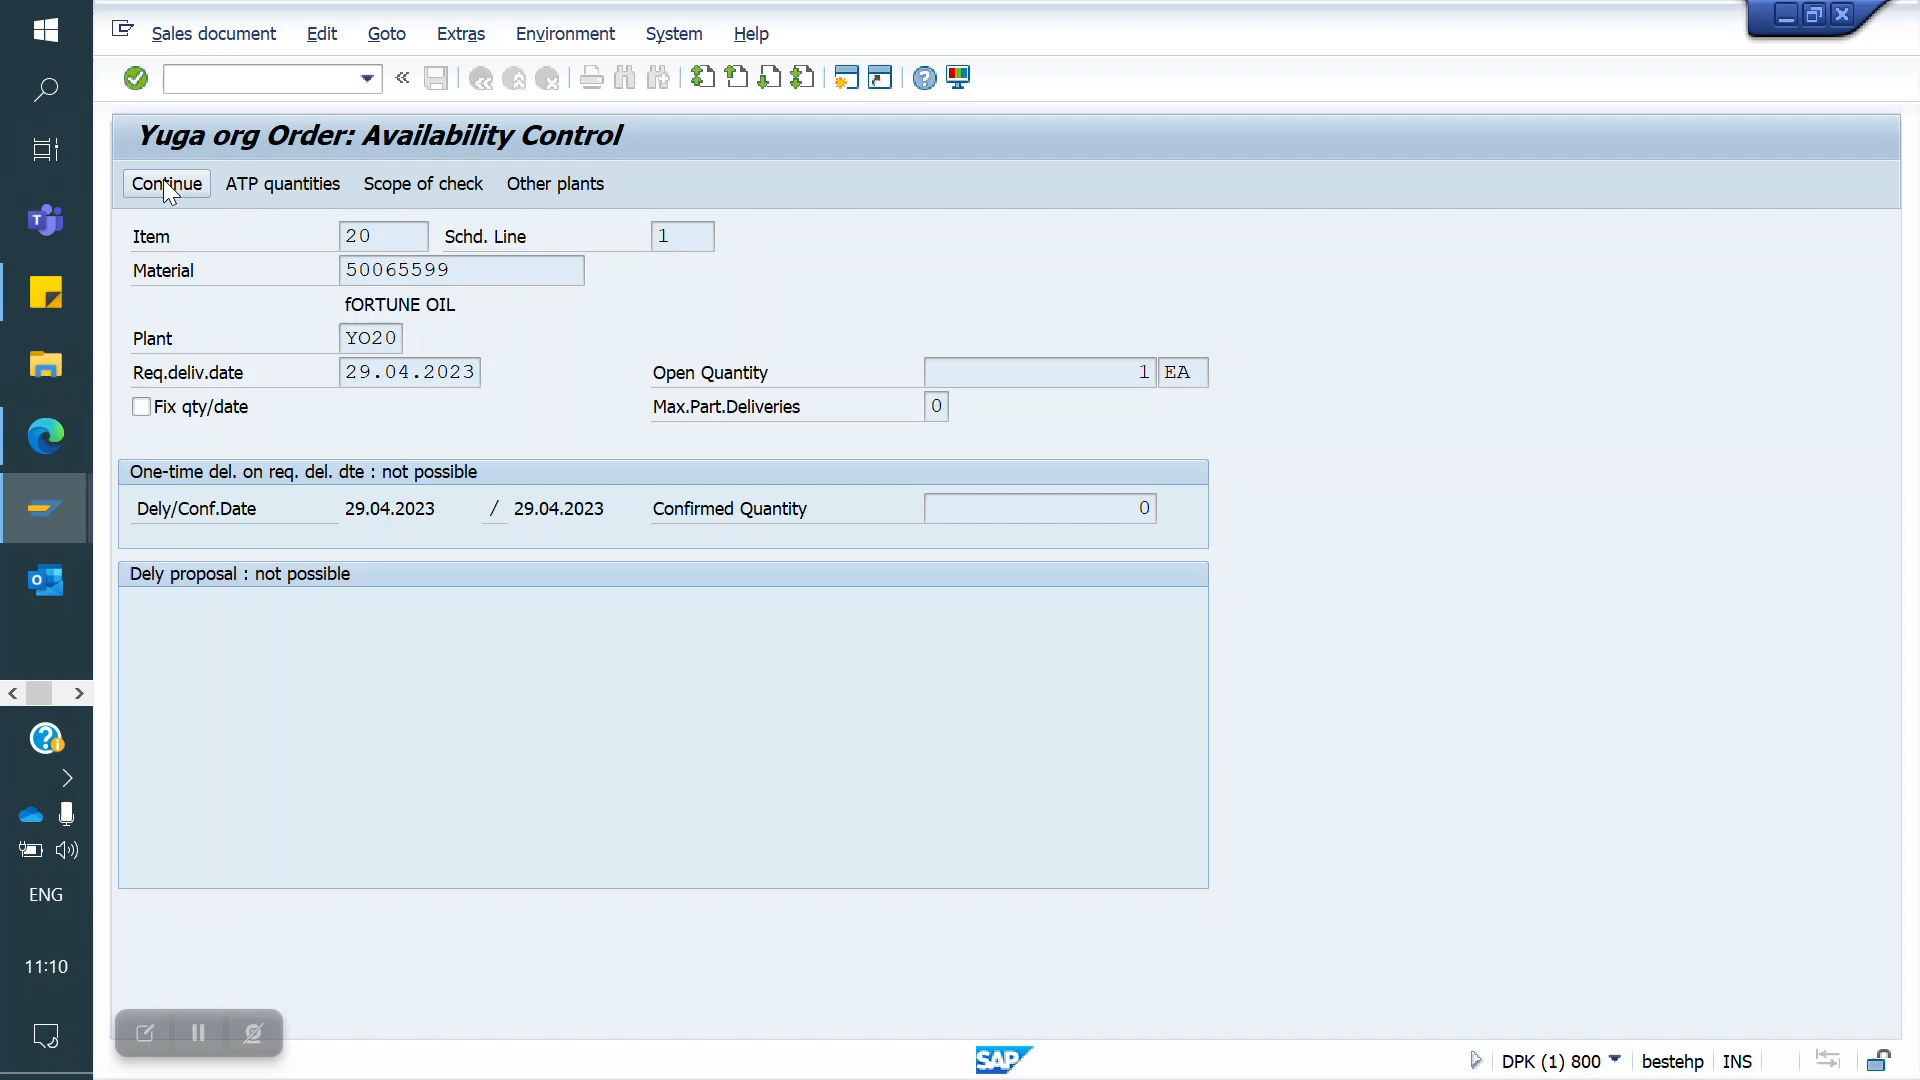 Sales document Edit Goto Extras Environment System Help
Yuga org Order: Availability Control
Continue ATP quantities Scope of check Other plants
Item 20 Schd. Line 1
Material 50065599
fORTUNE OIL
Plant YO20
Req.deliv.date 29.04.2023 Open Quantity 1 EA
Fix qty/date Max.Part.Deliveries 0
One-time del. on req. del. dte : not possible
Dely/Conf.Date 29.04.2023 / 29.04.2023 Confirmed Quantity 0
Dely proposal : not possible
ENG
11:10
SAP DPK (1) 800 bestehp INS